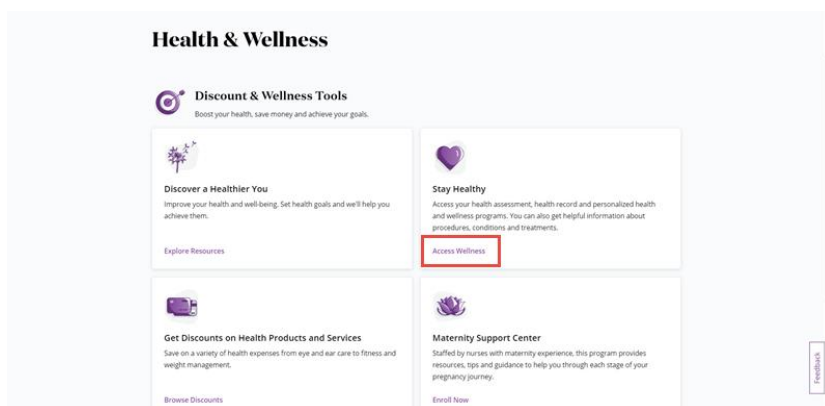 Health & Wellness
Discount & Wellness Tools
Boost your health, save money and achieve your goals.
Discover a Healthier You
Improve your health and well-being. Set health goals and we'll help you
achieve them.
Explore Resources
Stay Healthy
Access your health assessment, health record and personalized health
and wellness programs. You can also get helpful information about
procedures, conditions and treatments.
Access Wellness
Get Discounts on Health Products and Services
Save on a variety of health expenses from eye and ear care to fitness and
weight management.
Browse Discounts
Maternity Support Center
Staffed by nurses with maternity experience, this program provides
resources, tips and guidance to help you through each stage of your
pregnancy journey.
Enroll Now
Feedback